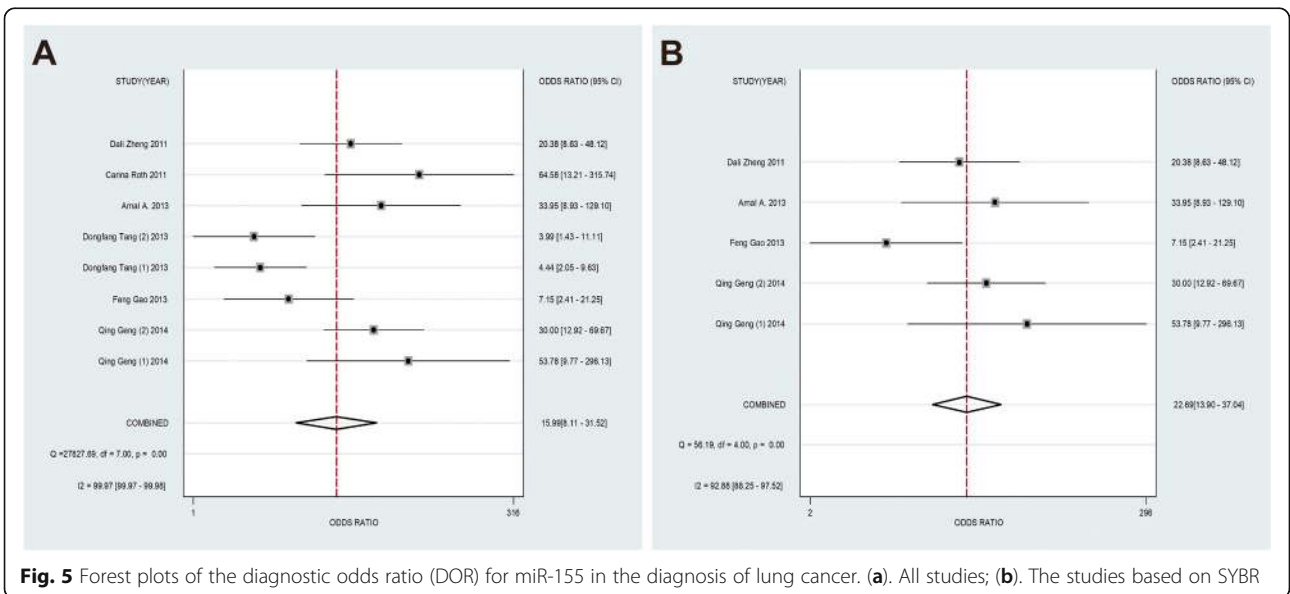 A
STUDY(YEAR) ODDS RATIO (95% CI)
Dali Zheng 2011 20.38 [8.63 - 48.12]
Carina Roth 2011 64.58 [13.21 - 315.74]
Amal A. 2013 33.95 [8.93 - 129.10]
Dongfang Tang (2) 2013 3.99 [1.43 - 11.11]
Dongfang Tang (1) 2013 4.44 [2.05 - 9.63]
Feng Gao 2013 7.15 [2.41 - 21.25]
Qing Geng (2) 2014 30.00 [12.92 - 69.67]
Qing Geng (1) 2014 53.78 [9.77 - 296.13]
COMBINED 15.99[8.11 - 31.52]
Q =27827.69, df = 7.00, p = 0.00
I2 = 99.97 [99.97 - 99.98]
1 316
ODDS RATIO
B
STUDY(YEAR) ODDS RATIO (95% CI)
Dali Zheng 2011 20.38 [8.63 - 48.12]
Amal A. 2013 33.95 [8.93 - 129.10]
Feng Gao 2013 7.15 [2.41 - 21.25]
Qing Geng (2) 2014 30.00 [12.92 - 69.67]
Qing Geng (1) 2014 53.78 [9.77 - 296.13]
COMBINED 22.69[13.90 - 37.04]
Q = 56.19, df = 4.00, p = 0.00
I2 = 92.88 [88.25 - 97.52]
2 296
ODDS RATIO
Fig. 5 Forest plots of the diagnostic odds ratio (DOR) for miR-155 in the diagnosis of lung cancer. (a). All studies; (b). The studies based on SYBR